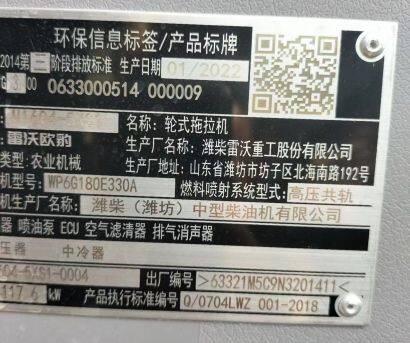 环保信息标签/产品标牌
2014第三阶段排放标准 生产日期 01/2022
0633000514 000009
M1604-5XS1 名称: 轮式拖拉机
雷沃欧豹 生产厂名称: 潍柴雷沃重工股份有限公司
类型: 农业机械 生产厂地址: 山东省潍坊市坊子区北海南路192号
机型号: WP6G180E330A 燃料喷射系统型式: 高压共轨
机生产厂名称: 潍柴(潍坊)中型柴油机有限公司
器 喷油泵 ECU 空气滤清器 排气消声器
压器 中冷器
604-5XS1-0004 出厂编号 >63321M5C9N3201411<
117.6 kW 产品执行标准编号 Q/0704LWZ 001-2018